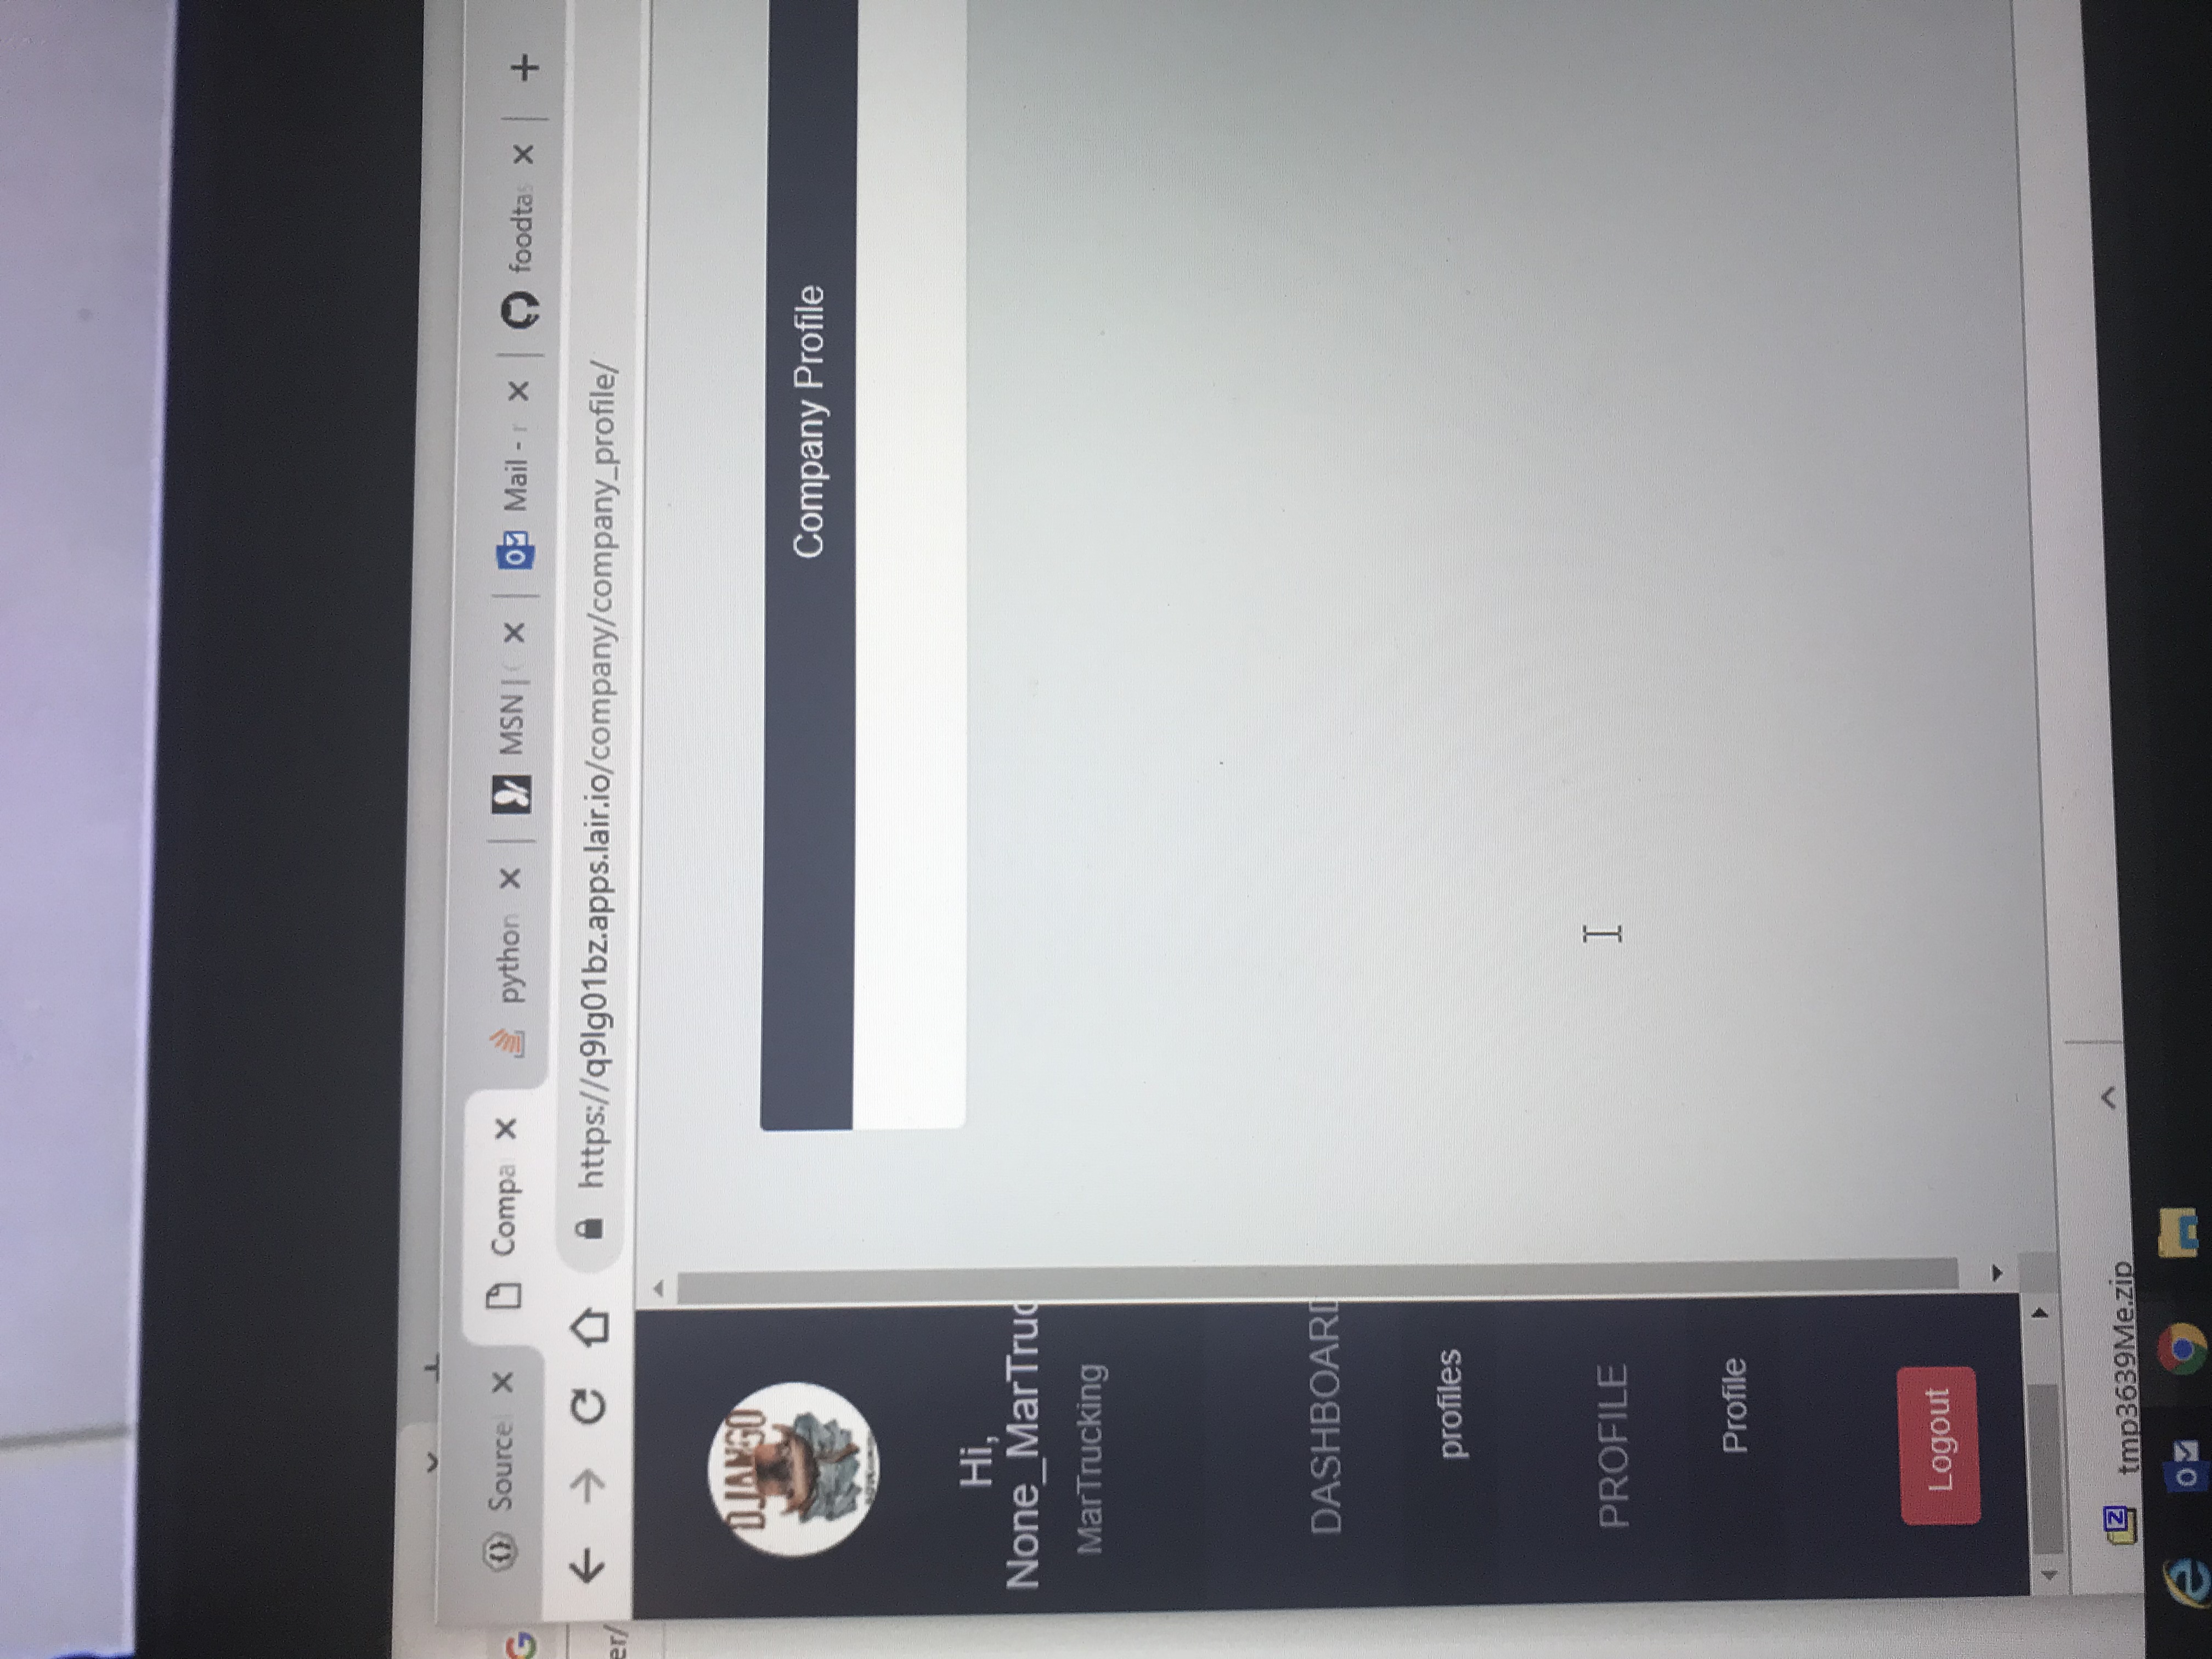 Source
Compa
python
MSN |
Mail -
foodtas
er/
https://q9lg01bz.apps.lair.io/company/company_profile/
DJANGO
Company Profile
Hi,
None_MarTruc
MarTrucking
DASHBOARD
profiles
PROFILE
Profile
Logout
tmp3639Me.zip